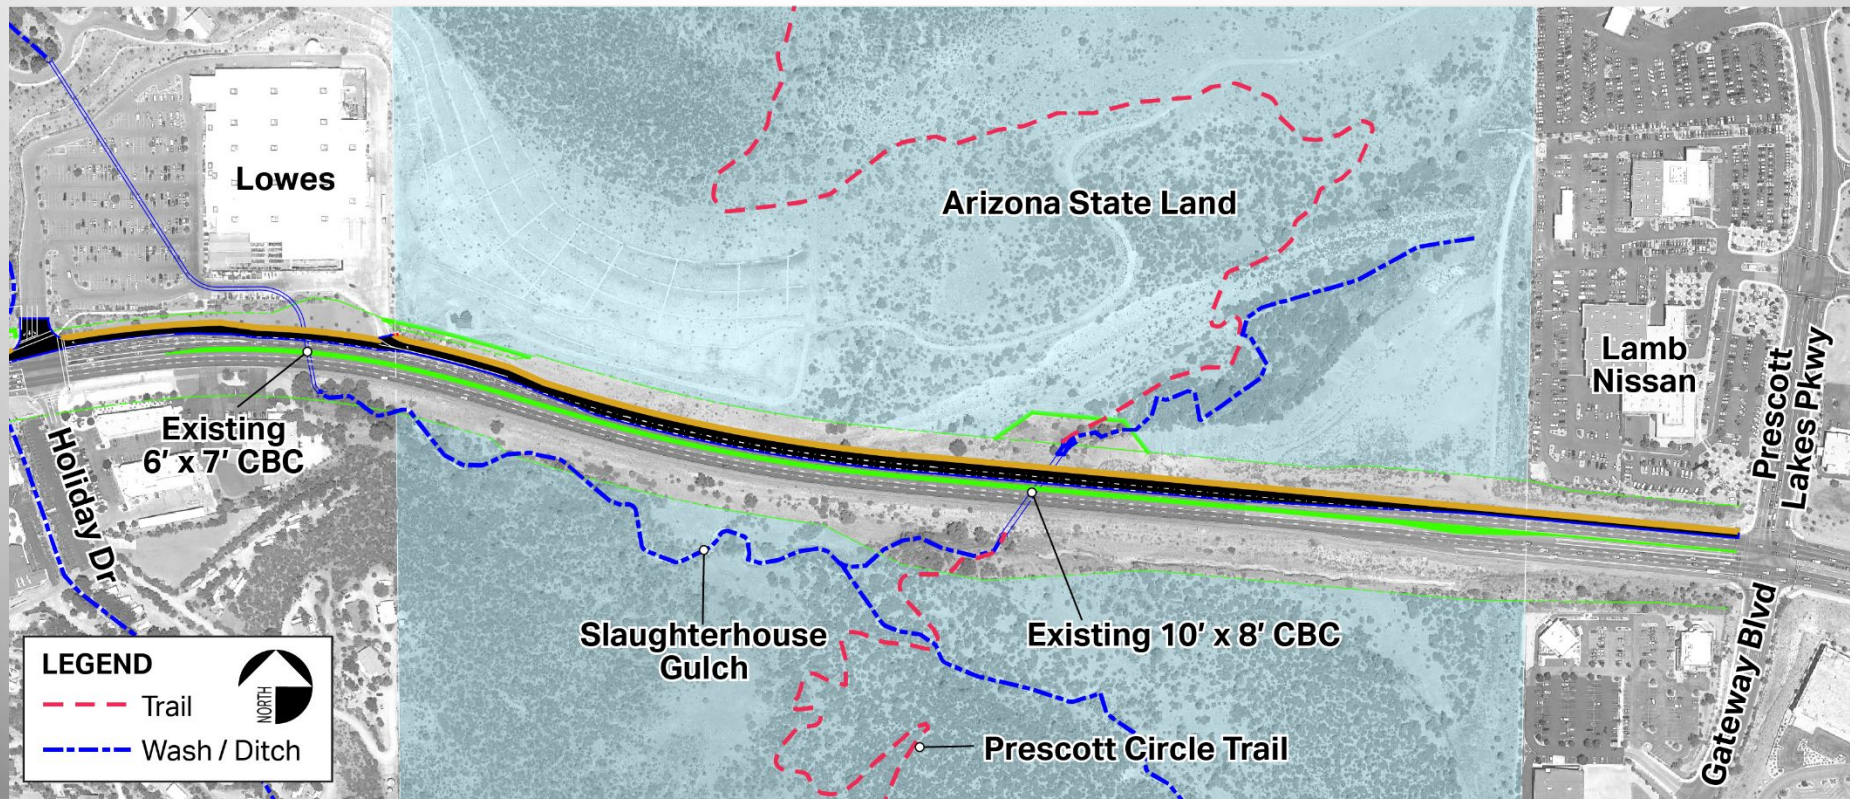 Lowes
Arizona State Land
Lamb
Nissan
Prescott
Lakes Pkwy
Existing
6' x 7' CBC
Holiday Dr
Slaughterhouse
Gulch
Existing 10' x 8' CBC
Prescott Circle Trail
Gateway Blvd
LEGEND
NORTH
Trail
Wash / Ditch